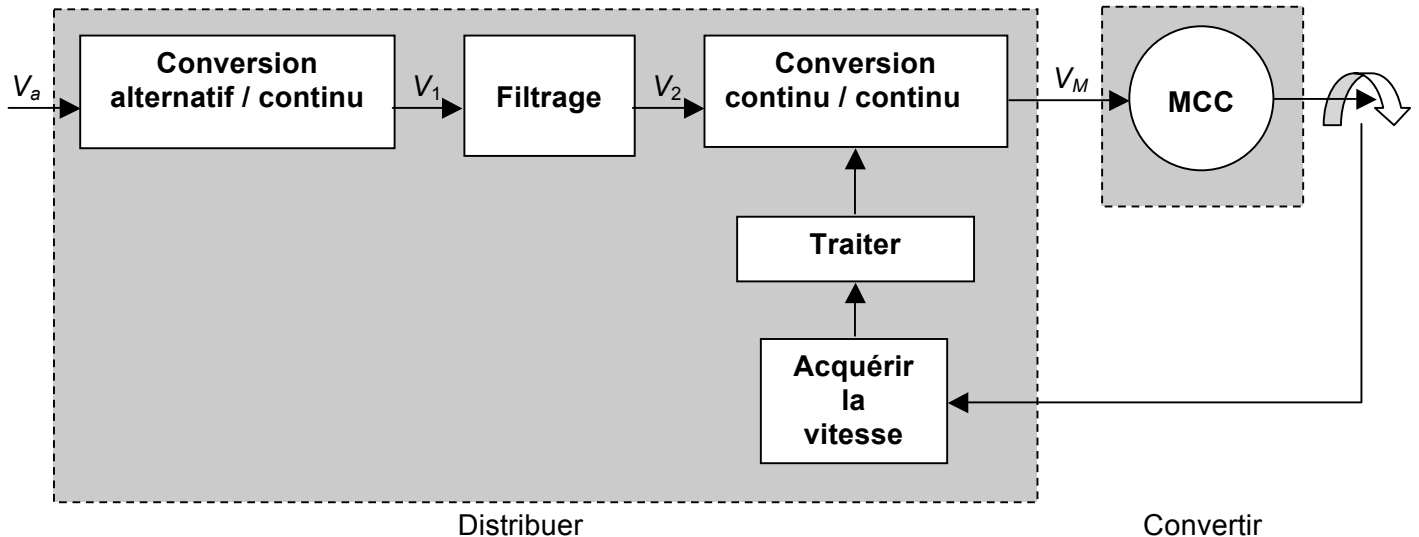 Conversion
alternatif / continu
Filtrage
Conversion
continu / continu
MCC
Va
V1
V2
VM
Traiter
Acquérir
la
vitesse
Distribuer
Convertir